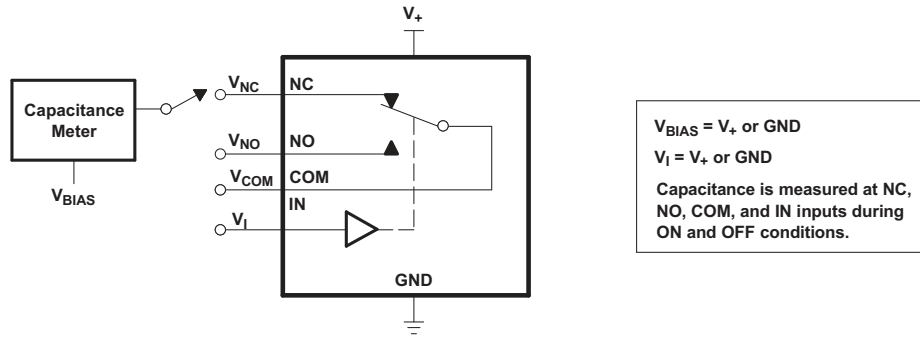 V+
VNC
NC
Capacitance
Meter
VNO
NO
VCOM
COM
VBIAS
IN
VI
GND
VBIAS = V+ or GND
VI = V+ or GND
Capacitance is measured at NC,
NO, COM, and IN inputs during
ON and OFF conditions.